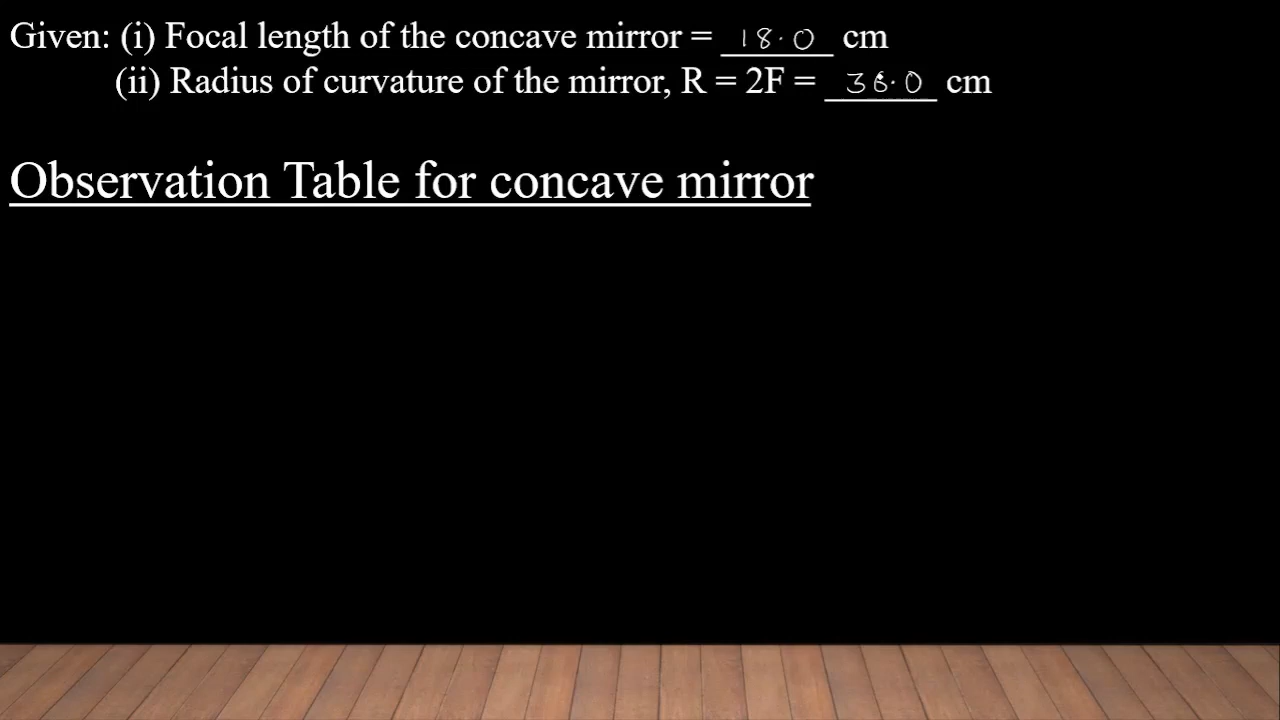 Given: (i) Focal length of the concave mirror = 18.0 cm
(ii) Radius of curvature of the mirror, R = 2F = 36.0 cm
Observation Table for concave mirror